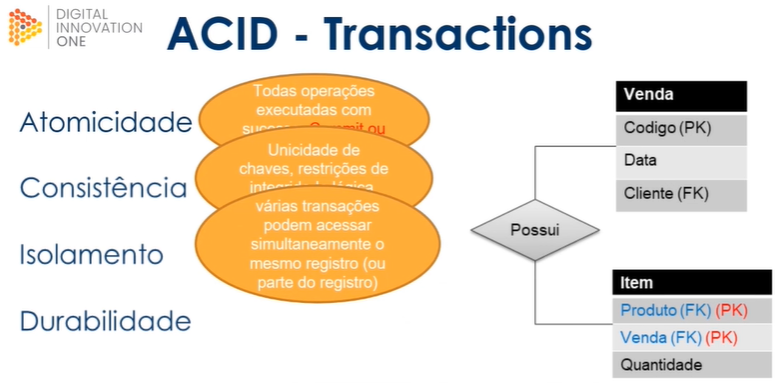 DIGITAL
INNOVATION
ONE
ACID - Transactions
Atomicidade
Todas operações
executadas com
ou
Consistência
Unicidade de
chaves, restrições de
Isolamento
várias transações
podem acessar
simultaneamente o
mesmo registro (ou
parte do registro)
Durabilidade
Venda
Codigo (PK)
Data
Cliente (FK)
Possui
Item
Produto (FK) (PK)
Venda (FK) (PK)
Quantidade